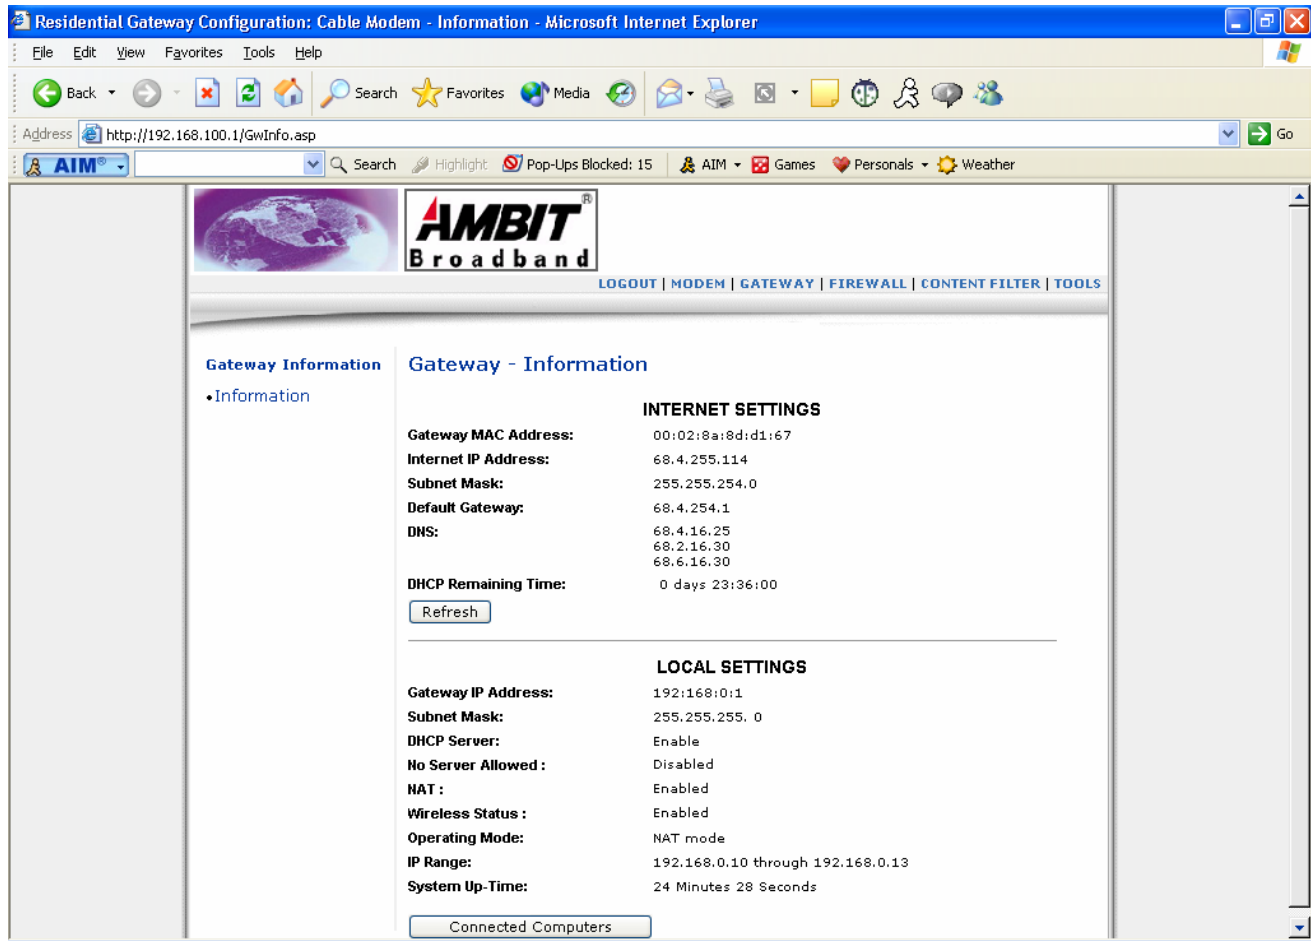 Residential Gateway Configuration: Cable Modem - Information - Microsoft Internet Explorer
File Edit View Favorites Tools Help
Back Search Favorites Media
Address http://192.168.100.1/GwInfo.asp Go
AIM® Search Highlight Pop-Ups Blocked: 15 AIM Games Personals Weather
AMBIT®
Broadband
LOGOUT | MODEM | GATEWAY | FIREWALL | CONTENT FILTER | TOOLS
Gateway Information
•Information
Gateway - Information
INTERNET SETTINGS
Gateway MAC Address: 00:02:8a:8d:d1:67
Internet IP Address: 68.4.255.114
Subnet Mask: 255.255.254.0
Default Gateway: 68.4.254.1
DNS: 68.4.16.25
68.2.16.30
68.6.16.30
DHCP Remaining Time: 0 days 23:36:00
Refresh
LOCAL SETTINGS
Gateway IP Address: 192:168:0:1
Subnet Mask: 255.255.255. 0
DHCP Server: Enable
No Server Allowed : Disabled
NAT : Enabled
Wireless Status : Enabled
Operating Mode: NAT mode
IP Range: 192.168.0.10 through 192.168.0.13
System Up-Time: 24 Minutes 28 Seconds
Connected Computers